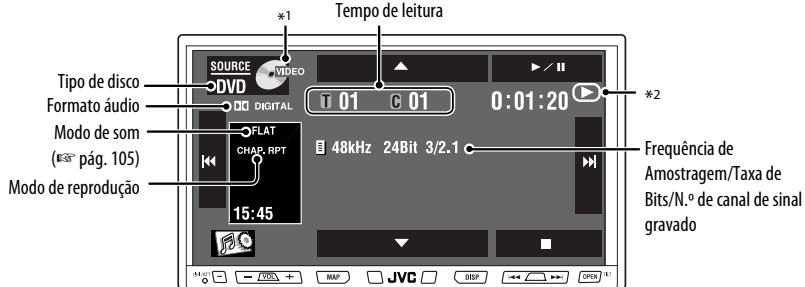 Tempo de leitura
*1
SOURCE
DVD
VIDEO
Tipo de disco
Formato áudio
Modo de som
(☞ pág. 105)
Modo de reprodução
DIGITAL
T 01 C 01
0:01:20
*2
FLAT
CHAP. RPT
48kHz 24Bit 3/2.1
Frequência de
Amostragem/Taxa de
Bits/N.º de canal de sinal
gravado
15:45
VOL
MAP
JVC
DISP
OPEN
TILT